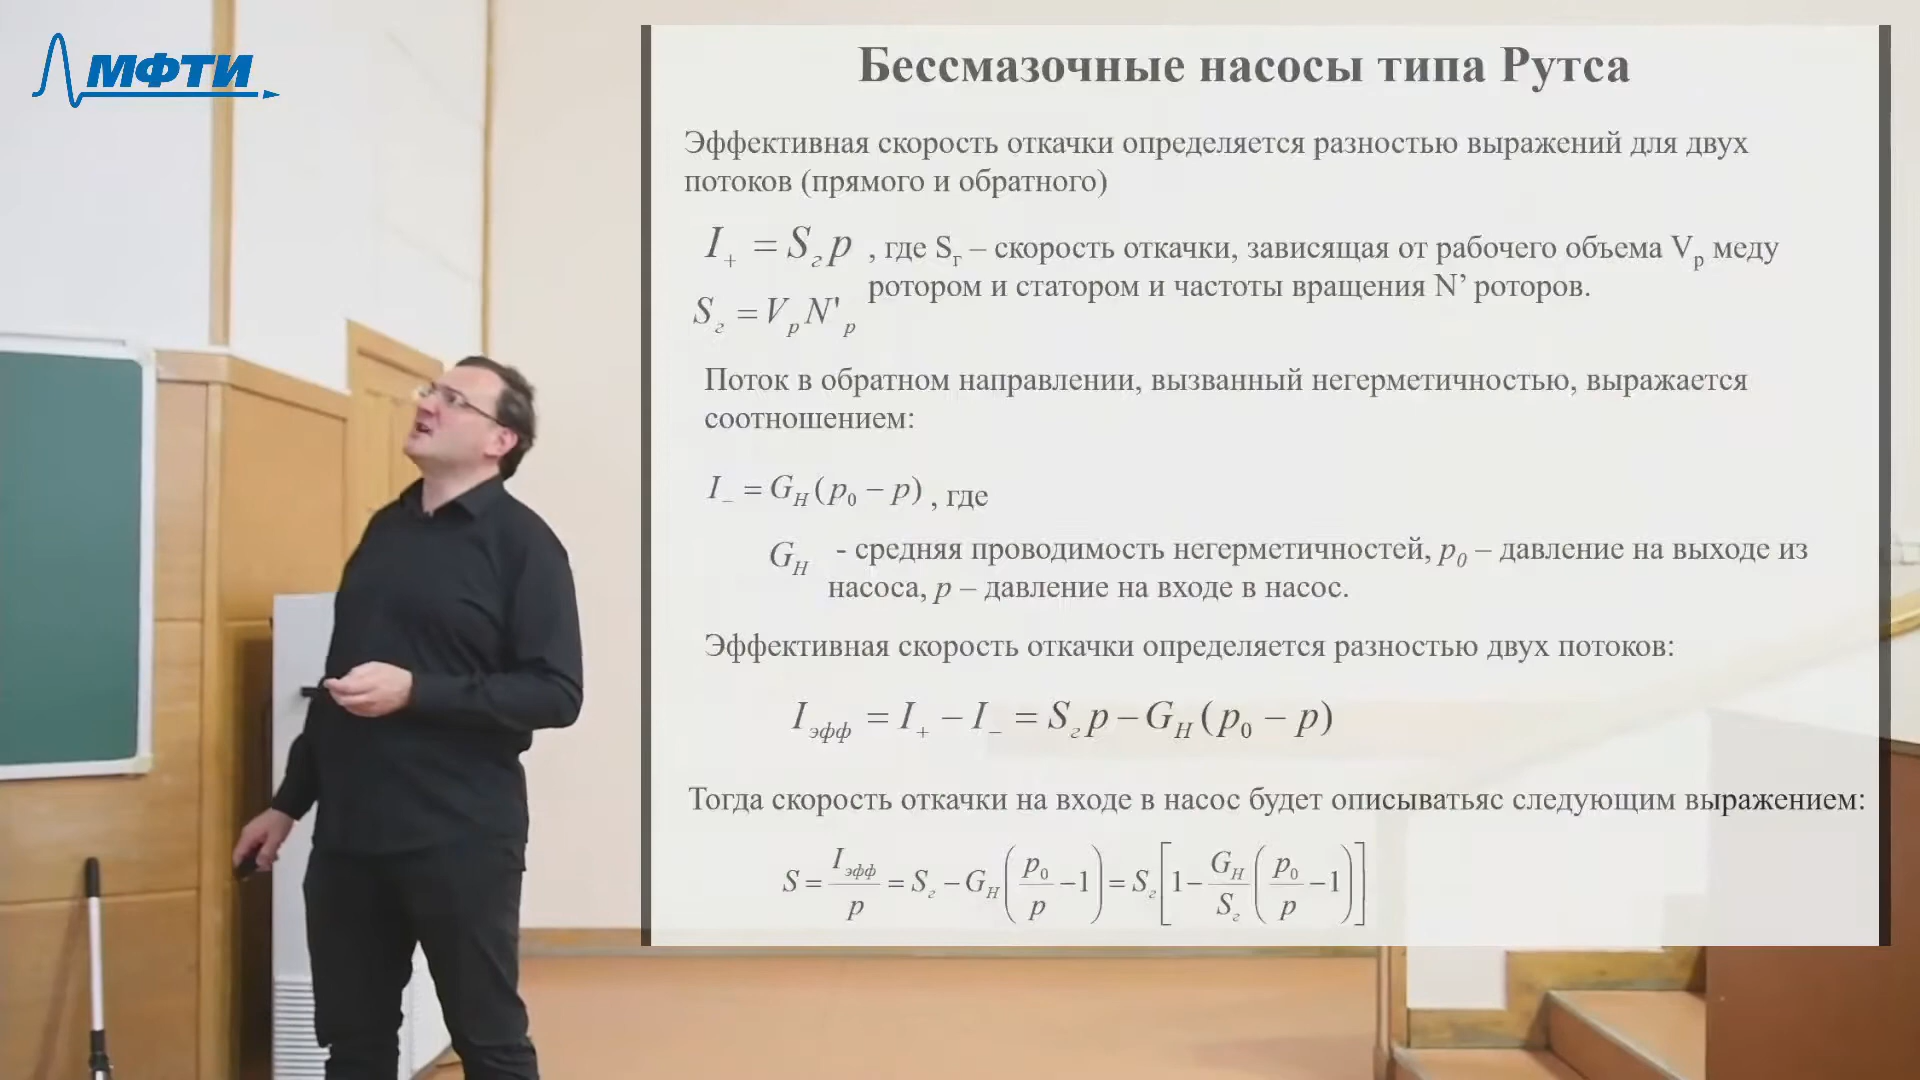 МФТИ
Бессмазочные насосы типа Рутса
Эффективная скорость откачки определяется разностью выражений для двух
потоков (прямого и обратного)
I₊ = S_г p , где S_г – скорость откачки, зависящая от рабочего объема V_р меду
ротором и статором и частоты вращения N’ роторов.
S_г = V_р N'_р
Поток в обратном направлении, вызванный негерметичностью, выражается
соотношением:
I₋ = G_H (p₀ − p) , где
G_H - средняя проводимость негерметичностей, p₀ – давление на выходе из
насоса, p – давление на входе в насос.
Эффективная скорость откачки определяется разностью двух потоков:
I_эфф = I₊ − I₋ = S_г p − G_H (p₀ − p)
Тогда скорость откачки на входе в насос будет описыватьяс следующим выражением:
S = I_эфф / p = S_г − G_H (p₀/p − 1) = S_г [1 − G_H/S_г (p₀/p − 1)]